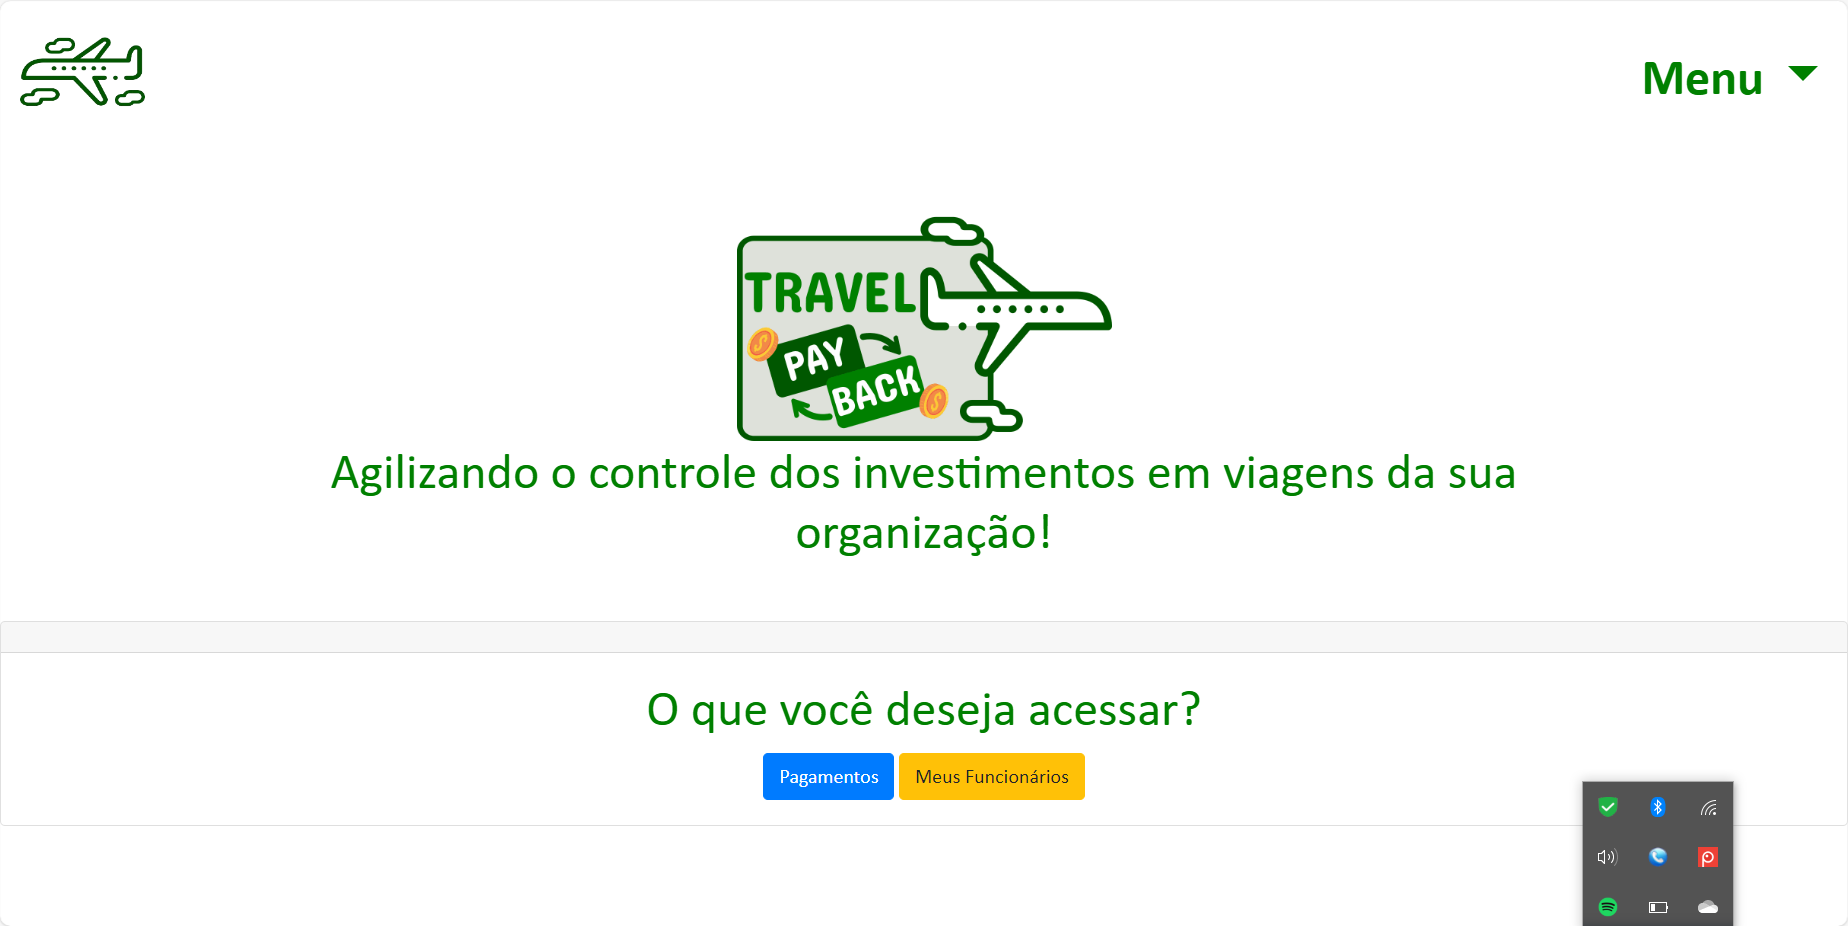 Menu
TRAVEL
PAY
BACK
Agilizando o controle dos investimentos em viagens da sua
organização!
O que você deseja acessar?
Pagamentos Meus Funcionários